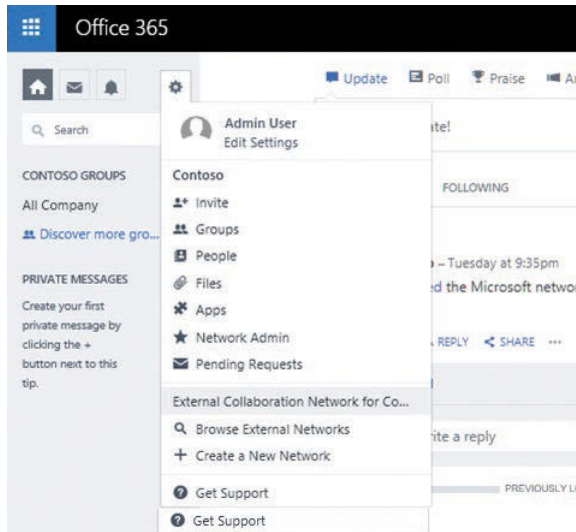 Office 365
Update Poll Praise
Search
Admin User
Edit Settings
ate!
CONTOSO GROUPS
All Company
Discover more gro...
Contoso
Invite
Groups
People
Files
Apps
Network Admin
Pending Requests
FOLLOWING
PRIVATE MESSAGES
Create your first
private message by
clicking the +
button next to this
tip.
– Tuesday at 9:35pm
ed the Microsoft networ
REPLY SHARE ...
External Collaboration Network for Co...
Browse External Networks
Create a New Network
rite a reply
Get Support
PREVIOUSLY L
Get Support